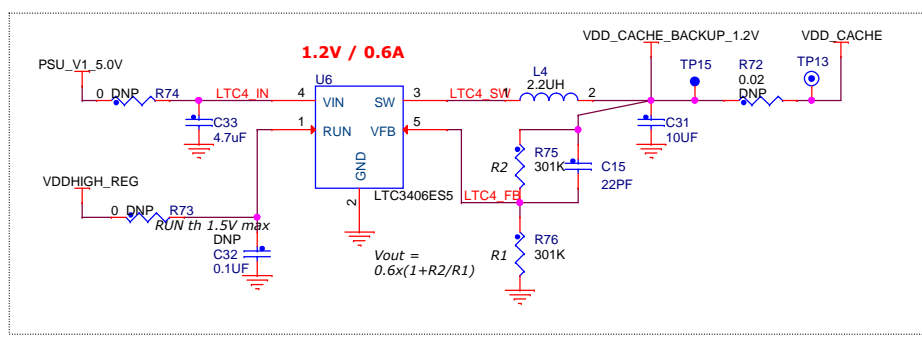 1.2V / 0.6A
VDD_CACHE_BACKUP_1.2V
VDD_CACHE
PSU_V1_5.0V
0 DNP R74
LTC4_IN
U6
4 VIN
SW 3
LTC4_SW
1
L4
2.2UH
2
TP15
R72
0.02
DNP
TP13
C33
4.7uF
1 RUN
VFB 5
GND
2
LTC3406ES5
C31
10UF
R2
R75
301K
C15
22PF
LTC4_FB
VDDHIGH_REG
0 DNP R73
RUN th 1.5V max
DNP
C32
0.1UF
Vout =
0.6x(1+R2/R1)
R1
R76
301K